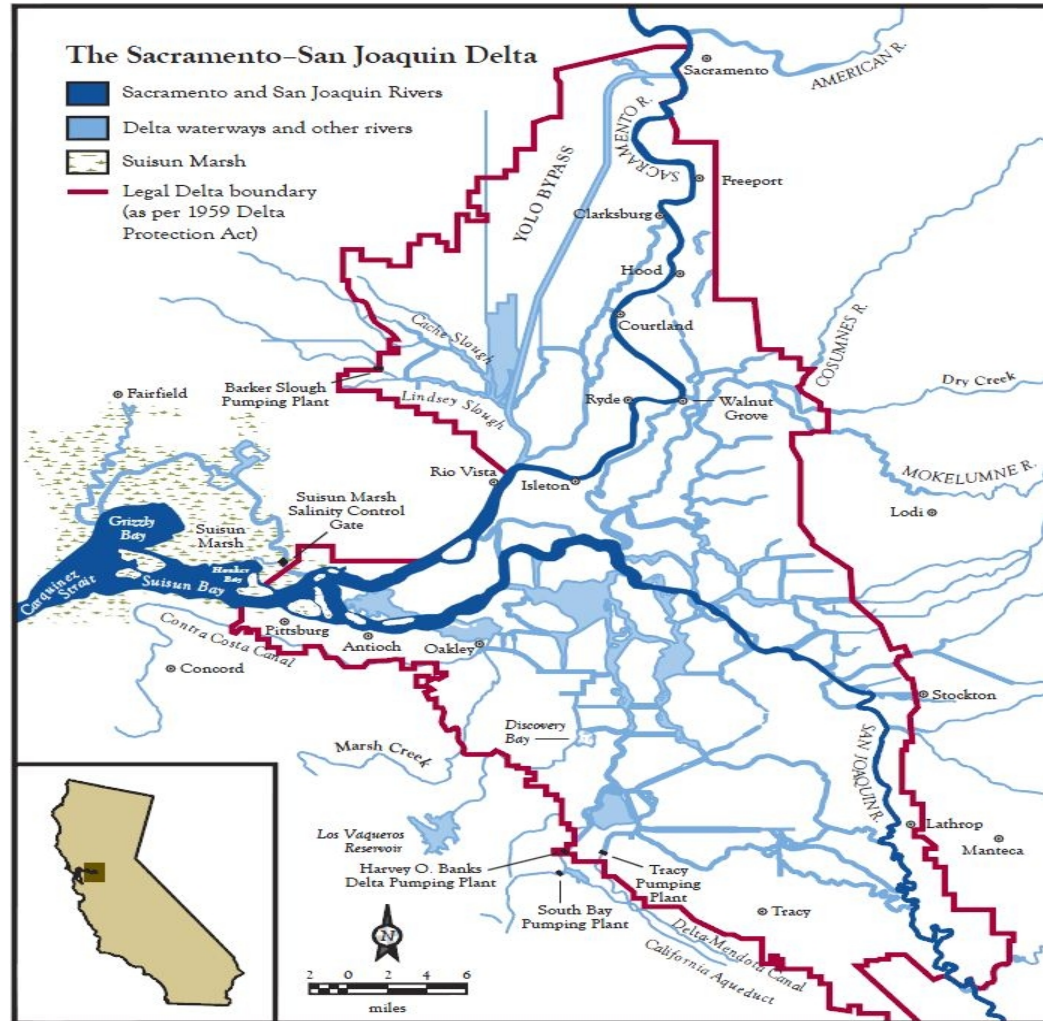 The Sacramento–San Joaquin Delta
Sacramento and San Joaquin Rivers
Delta waterways and other rivers
Suisun Marsh
Legal Delta boundary
(as per 1959 Delta
Protection Act)
Sacramento
AMERICAN R.
SACRAMENTO R.
YOLO BYPASS
Freeport
Clarksburg
Hood
Courtland
COSUMNES R.
Cache Slough
Barker Slough
Pumping Plant
Lindsey Slough
Dry Creek
Fairfield
Ryde
Walnut
Grove
MOKELUMNE R.
Rio Vista
Isleton
Lodi
Suisun Marsh
Salinity Control
Gate
Grizzly
Bay
Suisun
Marsh
Honker
Bay
Suisun Bay
Carquinez
Strait
Pittsburg
Antioch
Oakley
Contra Costa Canal
Concord
Stockton
Discovery
Bay
Marsh Creek
SAN JOAQUIN R.
Los Vaqueros
Reservoir
Lathrop
Manteca
Harvey O. Banks
Delta Pumping Plant
Tracy
Pumping
Plant
South Bay
Pumping Plant
Tracy
Delta-Mendota Canal
California Aqueduct
N
2 0 2 4 6
miles